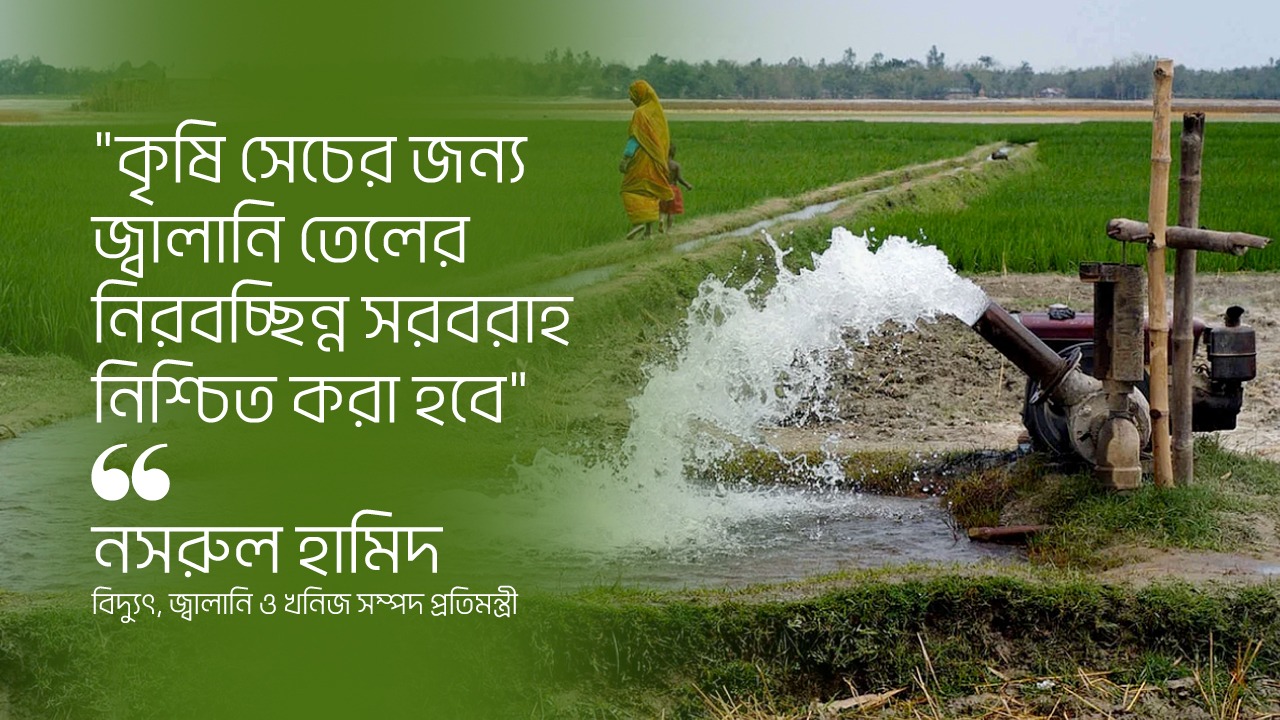 "কৃষি সেচের জন্য
জ্বালানি তেলের
নিরবচ্ছিন্ন সরবরাহ
নিশ্চিত করা হবে"
“
নসরুল হামিদ
বিদ্যুৎ, জ্বালানি ও খনিজ সম্পদ প্রতিমন্ত্রী